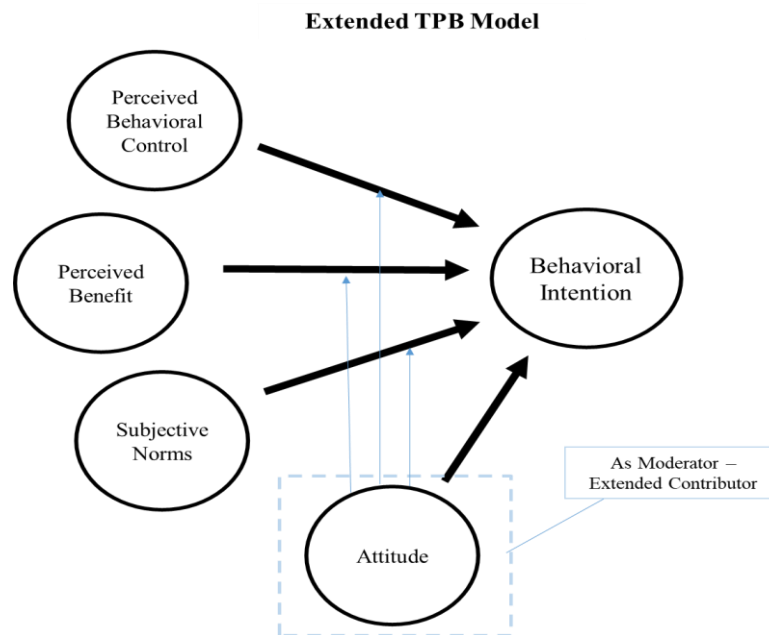 Extended TPB Model
Perceived
Behavioral
Control
Perceived
Benefit
Behavioral
Intention
Subjective
Norms
As Moderator –
Extended Contributor
Attitude